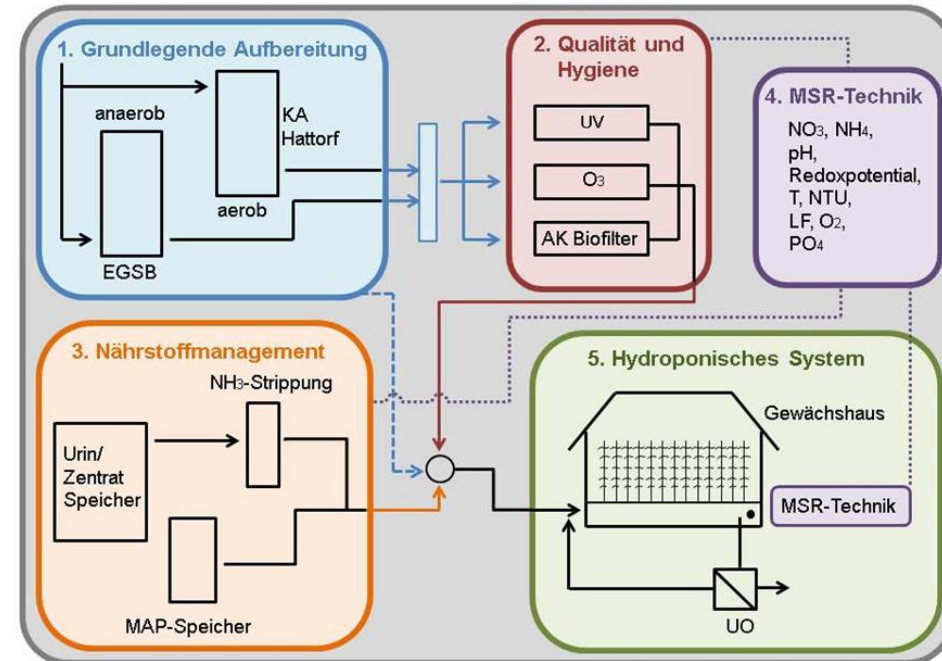 1. Grundlegende Aufbereitung
anaerob
KA
Hattorf
aerob
EGSB
2. Qualität und
Hygiene
UV
O₃
AK Biofilter
4. MSR-Technik
NO₃, NH₄,
pH,
Redoxpotential,
T, NTU,
LF, O₂,
PO₄
3. Nährstoffmanagement
NH₃-Strippung
Urin/
Zentrat
Speicher
MAP-Speicher
5. Hydroponisches System
Gewächshaus
MSR-Technik
UO